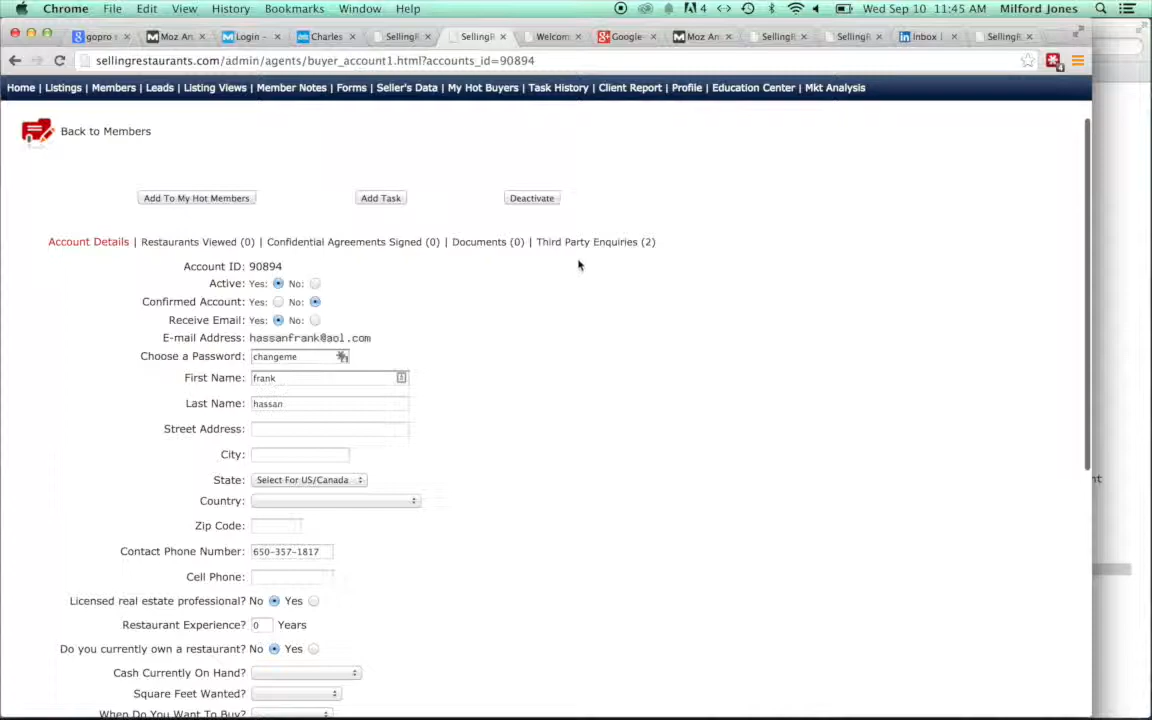 Chrome File Edit View History Bookmarks Window Help 4 Wed Sep 10 11:45 AM Milford Jones
gopro Moz An Login – Charles SellingR SellingR Welcom Google Moz An SellingR SellingR Inbox SellingR
sellingrestaurants.com/admin/agents/buyer_account1.html?accounts_id=90894
Home | Listings | Members | Leads | Listing Views | Member Notes | Forms | Seller's Data | My Hot Buyers | Task History | Client Report | Profile | Education Center | Mkt Analysis
Back to Members
Add To My Hot Members Add Task Deactivate
Account Details | Restaurants Viewed (0) | Confidential Agreements Signed (0) | Documents (0) | Third Party Enquiries (2)
Account ID: 90894
Active: Yes: No:
Confirmed Account: Yes: No:
Receive Email: Yes: No:
E-mail Address: hassanfrank@aol.com
Choose a Password: changeme
First Name: frank
Last Name: hassan
Street Address:
City:
State: Select For US/Canada
Country:
Zip Code:
Contact Phone Number: 650-357-1817
Cell Phone:
Licensed real estate professional? No Yes
Restaurant Experience? 0 Years
Do you currently own a restaurant? No Yes
Cash Currently On Hand?
Square Feet Wanted?
When Do You Want To Buy?